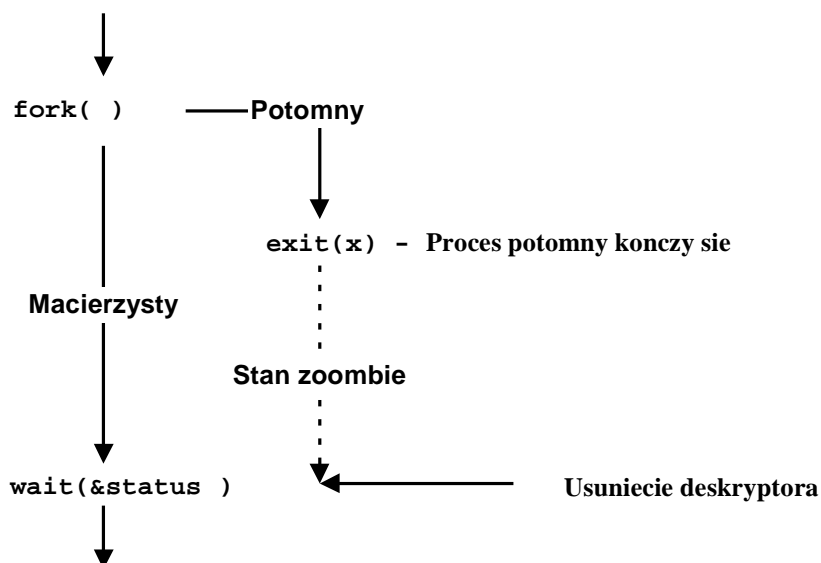 fork( ) Potomny
exit(x) - Proces potomny konczy sie
Macierzysty
Stan zoombie
wait(&status ) Usuniecie deskryptora